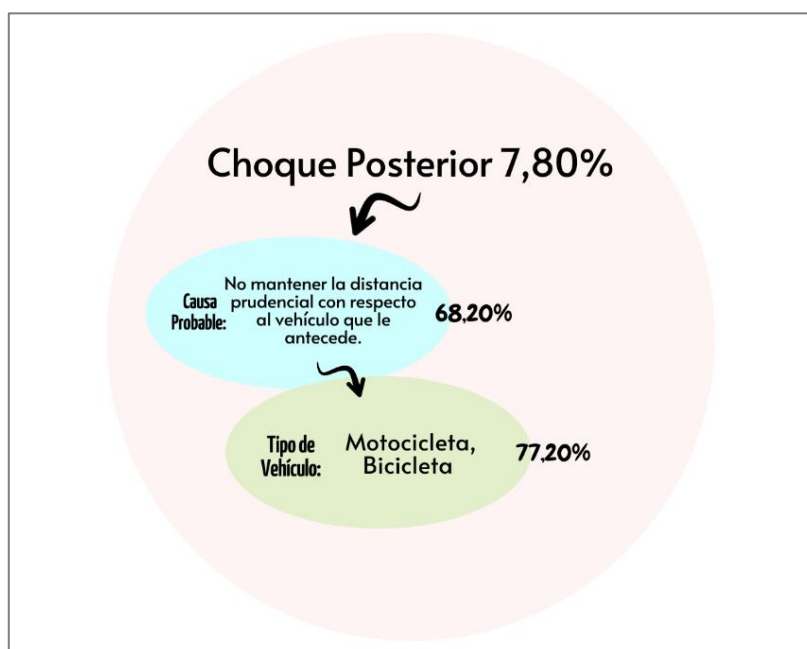 Choque Posterior 7,80%
Causa
Probable:
No mantener la distancia
prudencial con respecto
al vehículo que le
antecede.
68,20%
Tipo de
Vehículo:
Motocicleta,
Bicicleta
77,20%